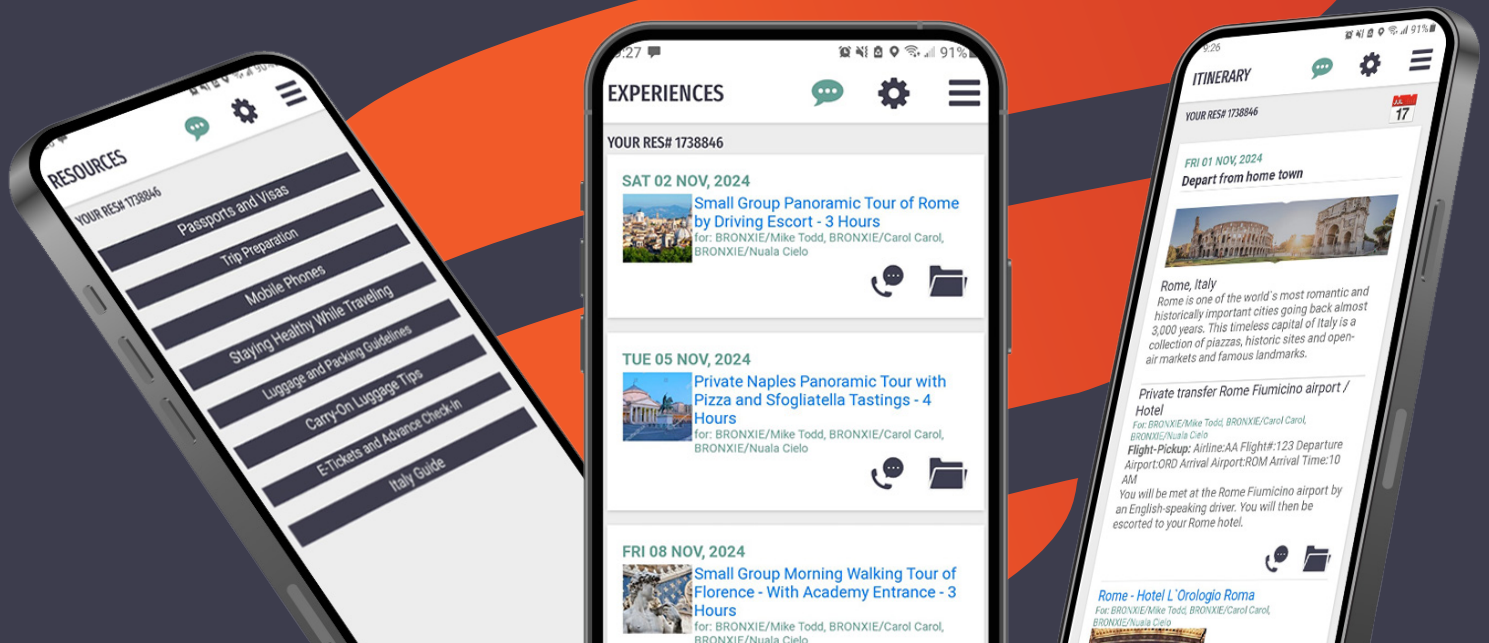 RESOURCES
YOUR RES# 1738846
Passports and Visas
Trip Preparation
Mobile Phones
Staying Healthy While Traveling
Luggage and Packing Guidelines
Carry-On Luggage Tips
E-Tickets and Advance Check-In
Italy Guide
9:27
91%
EXPERIENCES
YOUR RES# 1738846
SAT 02 NOV, 2024
Small Group Panoramic Tour of Rome
by Driving Escort - 3 Hours
for: BRONXIE/Mike Todd, BRONXIE/Carol Carol,
BRONXIE/Nuala Cielo
TUE 05 NOV, 2024
Private Naples Panoramic Tour with
Pizza and Sfogliatella Tastings - 4
Hours
for: BRONXIE/Mike Todd, BRONXIE/Carol Carol,
BRONXIE/Nuala Cielo
FRI 08 NOV, 2024
Small Group Morning Walking Tour of
Florence - With Academy Entrance - 3
Hours
for: BRONXIE/Mike Todd, BRONXIE/Carol Carol,
BRONXIE/Nuala Cielo
9:26
91%
ITINERARY
YOUR RES# 1738846
JUL
17
FRI 01 NOV, 2024
Depart from home town
Rome, Italy
Rome is one of the world`s most romantic and
historically important cities going back almost
3,000 years. This timeless capital of Italy is a
collection of piazzas, historic sites and open-
air markets and famous landmarks.
Private transfer Rome Fiumicino airport /
Hotel
For: BRONXIE/Mike Todd, BRONXIE/Carol Carol,
BRONXIE/Nuala Cielo
Flight-Pickup: Airline:AA Flight#:123 Departure
Airport:ORD Arrival Airport:ROM Arrival Time:10
AM
You will be met at the Rome Fiumicino airport by
an English-speaking driver. You will then be
escorted to your Rome hotel.
Rome - Hotel L`Orologio Roma
For: BRONXIE/Mike Todd, BRONXIE/Carol Carol,
BRONXIE/Nuala Cielo